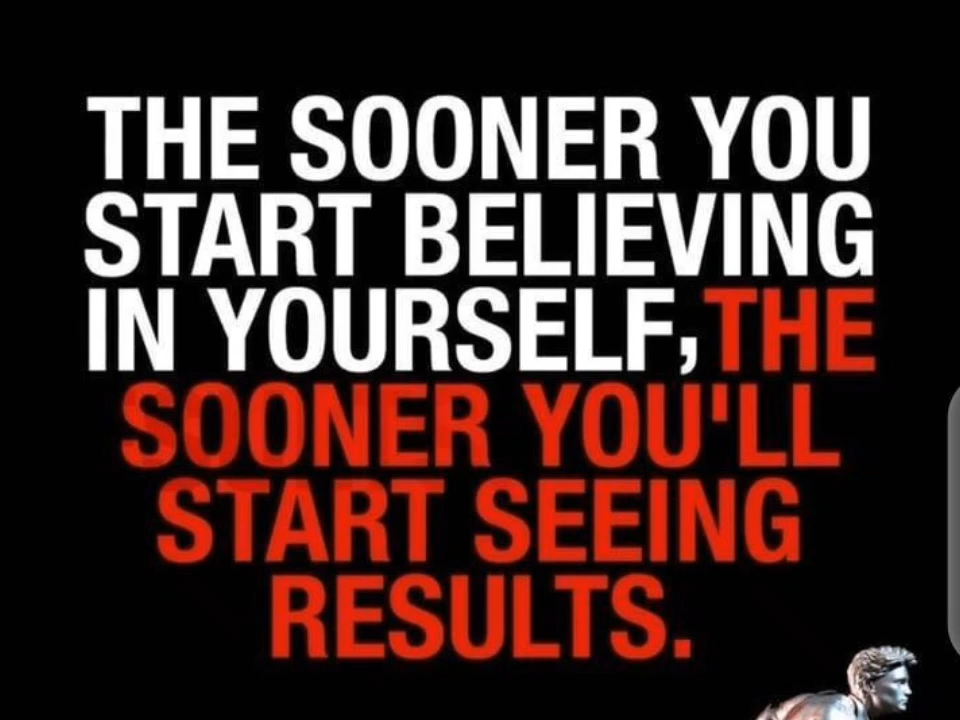 THE SOONER YOU
START BELIEVING
IN YOURSELF,THE
SOONER YOU'LL
START SEEING
RESULTS.